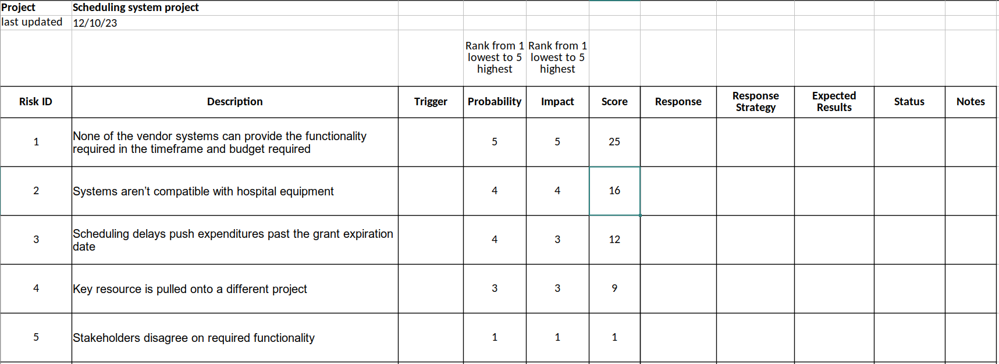 Project Scheduling system project
last updated 12/10/23
Rank from 1 lowest to 5 highest Rank from 1 lowest to 5 highest
Risk ID Description Trigger Probability Impact Score Response Response Strategy Expected Results Status Notes
1 None of the vendor systems can provide the functionality required in the timeframe and budget required 5 5 25
2 Systems aren’t compatible with hospital equipment 4 4 16
3 Scheduling delays push expenditures past the grant expiration date 4 3 12
4 Key resource is pulled onto a different project 3 3 9
5 Stakeholders disagree on required functionality 1 1 1